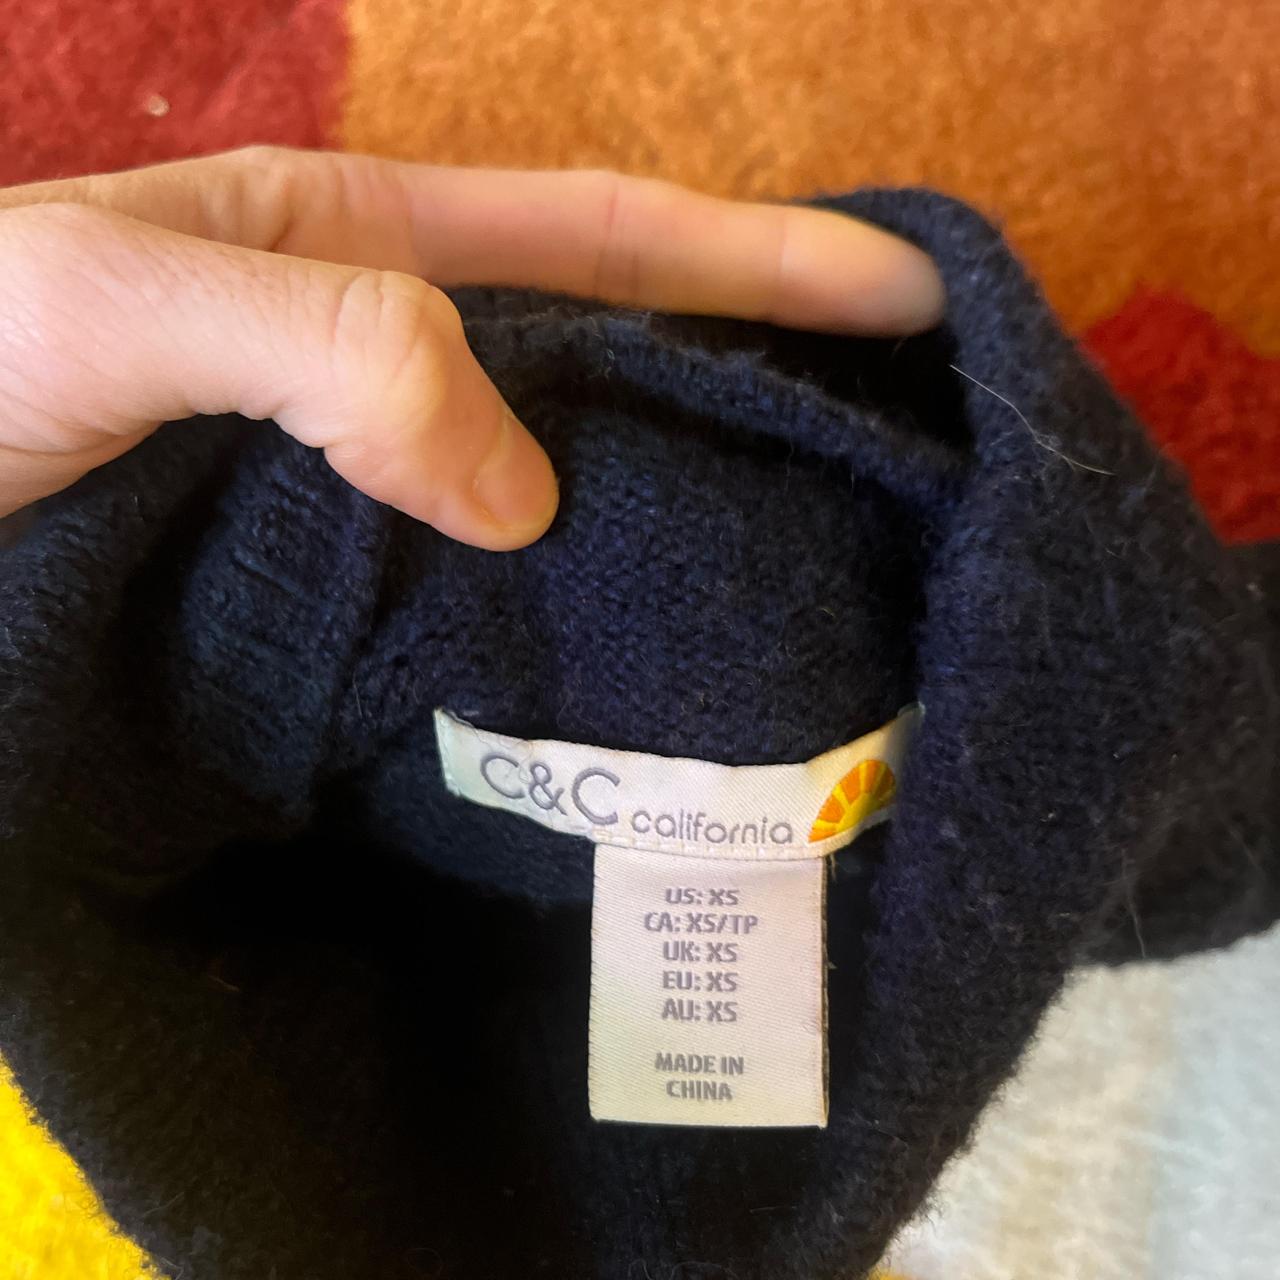 C&C california
US: XS
CA: XS/TP
UK: XS
EU: XS
AU: XS
MADE IN
CHINA